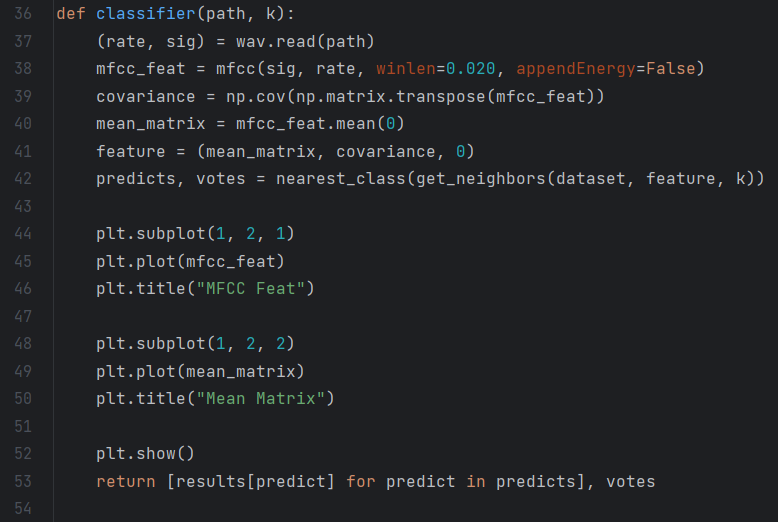 36 def classifier(path, k):
37     (rate, sig) = wav.read(path)
38     mfcc_feat = mfcc(sig, rate, winlen=0.020, appendEnergy=False)
39     covariance = np.cov(np.matrix.transpose(mfcc_feat))
40     mean_matrix = mfcc_feat.mean(0)
41     feature = (mean_matrix, covariance, 0)
42     predicts, votes = nearest_class(get_neighbors(dataset, feature, k))
43
44     plt.subplot(1, 2, 1)
45     plt.plot(mfcc_feat)
46     plt.title("MFCC Feat")
47
48     plt.subplot(1, 2, 2)
49     plt.plot(mean_matrix)
50     plt.title("Mean Matrix")
51
52     plt.show()
53     return [results[predict] for predict in predicts], votes
54